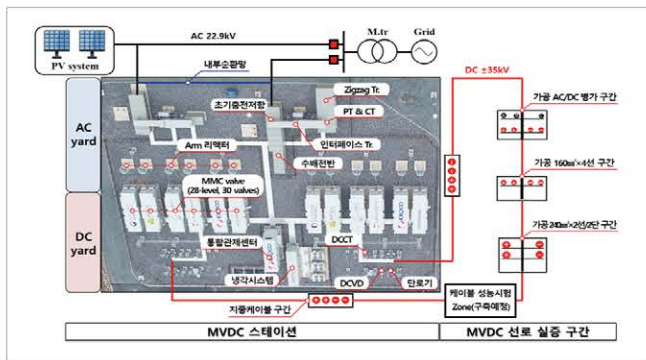 AC 22.9kV
M.tr
Grid
PV system
내부순환망
DC ±35kV
Zigzag Tr.
초기충전저항
PT & CT
가공 AC/DC 병가 구간
AC
yard
인터페이스 Tr.
Arm 리액터
수배전반
가공 160㎟×4선 구간
MMC valve
(28-level, 30 valves)
DC
yard
통합관제센터
DCCT
가공 240㎟×2선/2단 구간
냉각시스템
DCVD
단로기
케이블 성능시험
Zone(구축예정)
지중케이블 구간
MVDC 스테이션
MVDC 선로 실증 구간